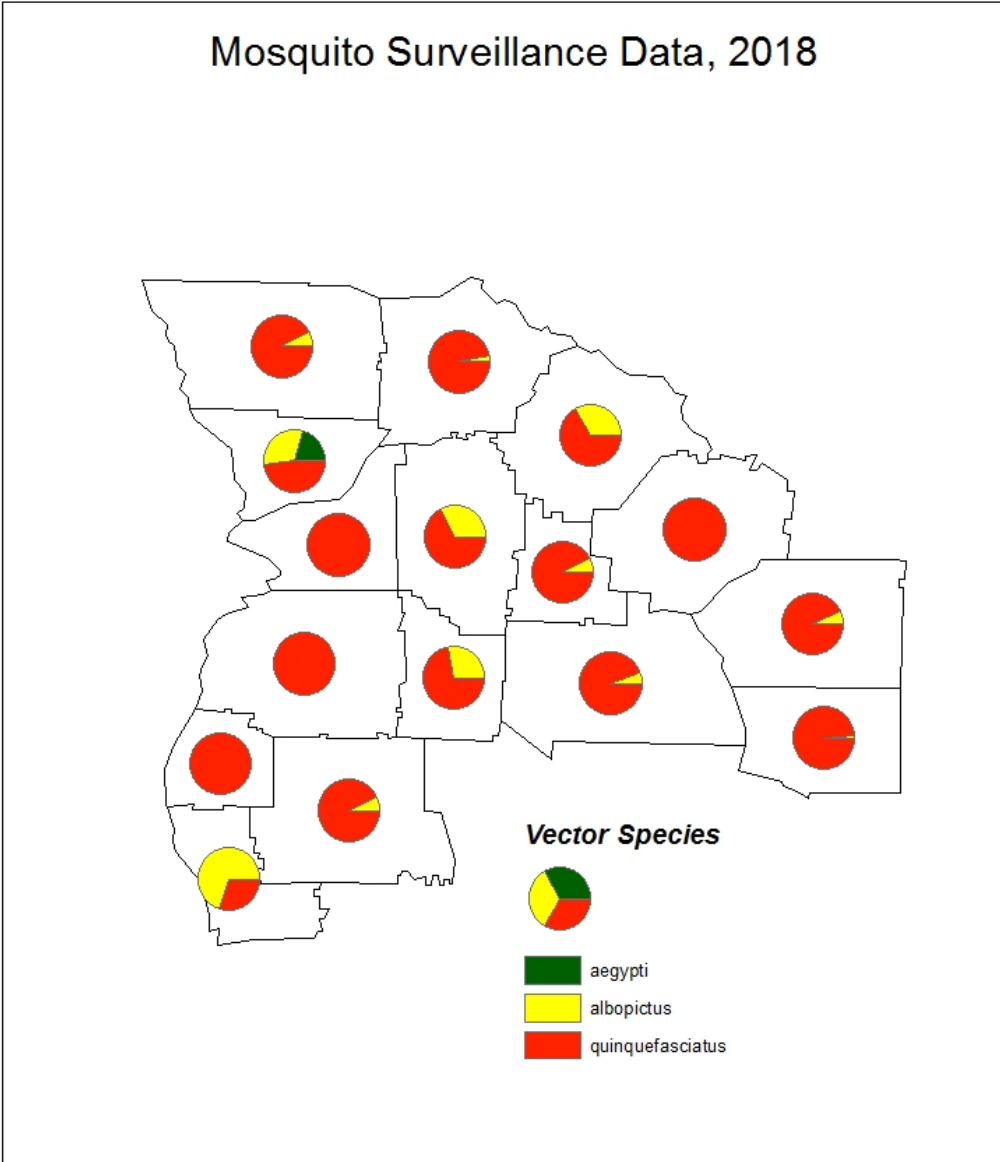 Mosquito Surveillance Data, 2018
Vector Species
aegypti
albopictus
quinquefasciatus